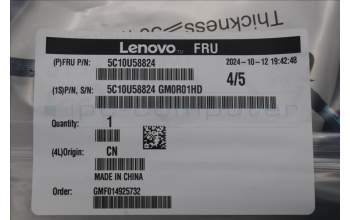 Thickness=
Lenovo™ FRU
(P)FRU P/N: 5C10U58824 2024-10-12 19:42:48
4/5
(1S)P/N, S/N: 5C10U58824 GM0R01HD
Quantity: 1
(4L)Origin: CN
MADE IN CHINA
Order: GMF014925732